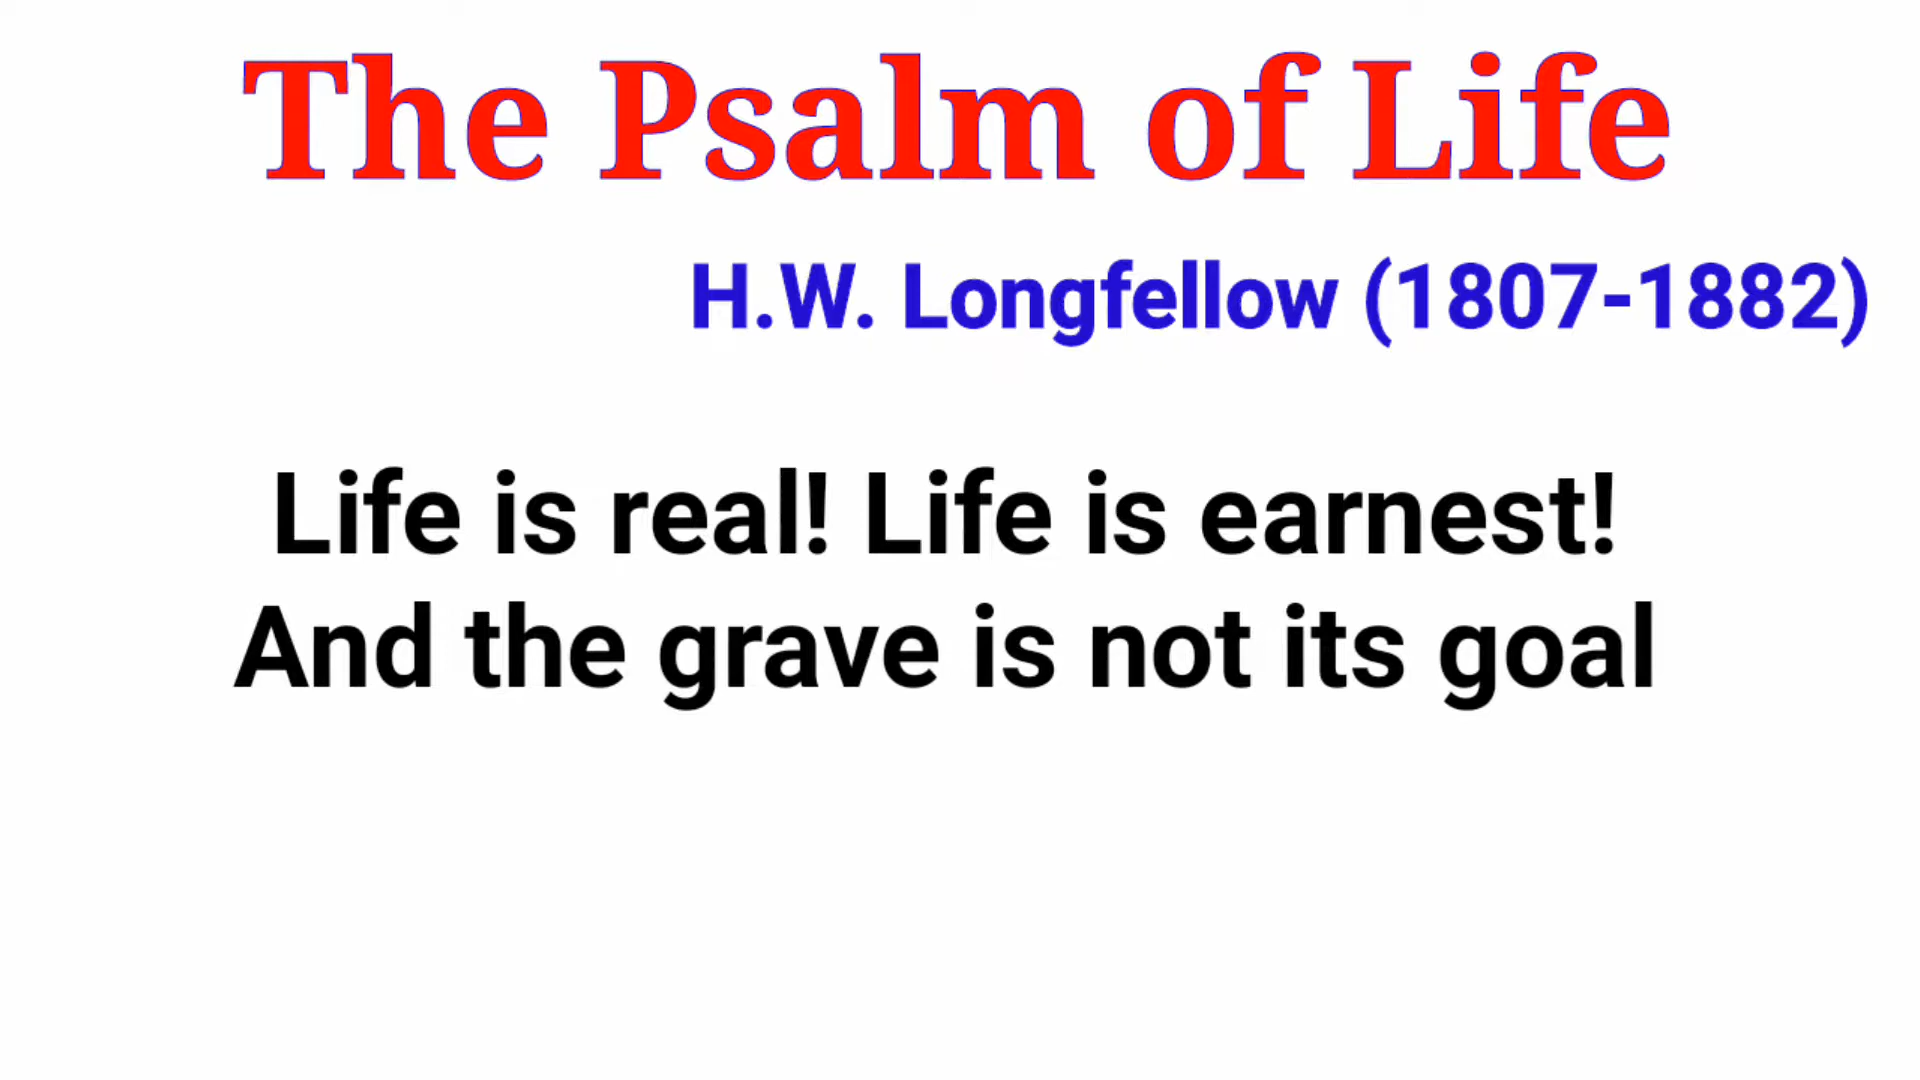 The Psalm of Life
H.W. Longfellow (1807-1882)
Life is real! Life is earnest!
And the grave is not its goal